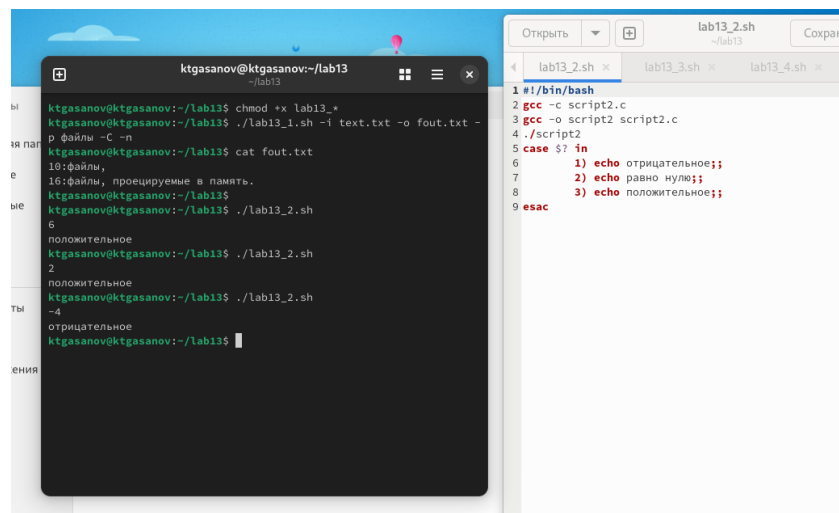 ktgasanov@ktgasanov:~/lab13
~/lab13
ktgasanov@ktgasanov:~/lab13$ chmod +x lab13_*
ktgasanov@ktgasanov:~/lab13$ ./lab13_1.sh -i text.txt -o fout.txt -
p файлы -C -n
ktgasanov@ktgasanov:~/lab13$ cat fout.txt
10:файлы,
16:файлы, проецируемые в память.
ktgasanov@ktgasanov:~/lab13$
ktgasanov@ktgasanov:~/lab13$ ./lab13_2.sh
6
положительное
ktgasanov@ktgasanov:~/lab13$ ./lab13_2.sh
2
положительное
ktgasanov@ktgasanov:~/lab13$ ./lab13_2.sh
-4
отрицательное
ktgasanov@ktgasanov:~/lab13$
Открыть
lab13_2.sh
~/lab13
Сохран
lab13_2.sh ×
lab13_3.sh ×
lab13_4.sh ×
1 #!/bin/bash
2 gcc -c script2.c
3 gcc -o script2 script2.c
4 ./script2
5 case $? in
6 1) echo отрицательное;;
7 2) echo равно нулю;;
8 3) echo положительное;;
9 esac